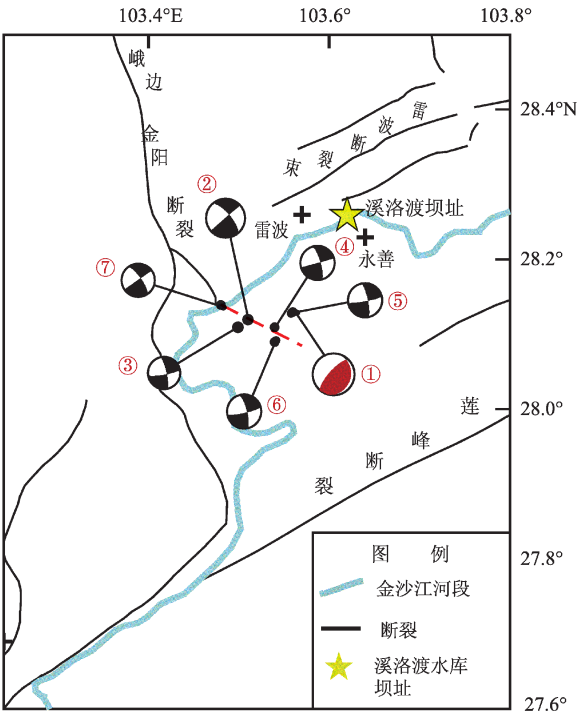 103.4°E 103.6° 103.8°
峨边金阳断裂
雷波断裂束
28.4°N
②
雷波
溪洛渡坝址
④
永善
28.2°
⑦
⑤
③
①
⑥
28.0°
莲峰断裂
27.8°
图 例
金沙江河段
断裂
溪洛渡水库
坝址
27.6°